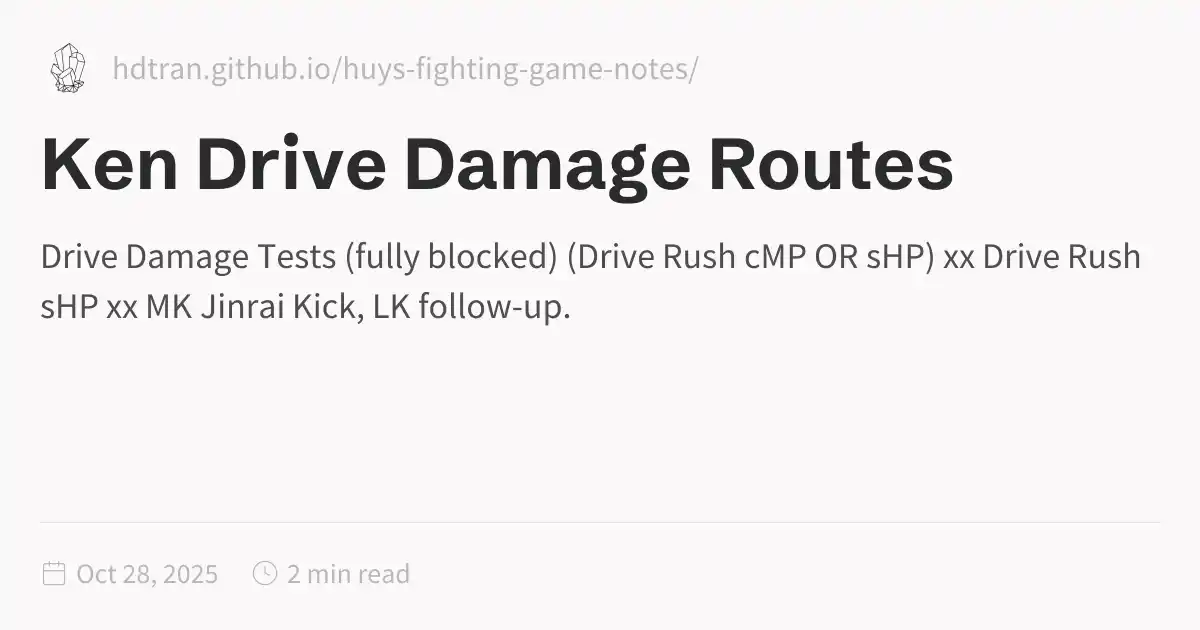 hdtran.github.io/huys-fighting-game-notes/
Ken Drive Damage Routes
Drive Damage Tests (fully blocked) (Drive Rush cMP OR sHP) xx Drive Rush
sHP xx MK Jinrai Kick, LK follow-up.
Oct 28, 2025 2 min read